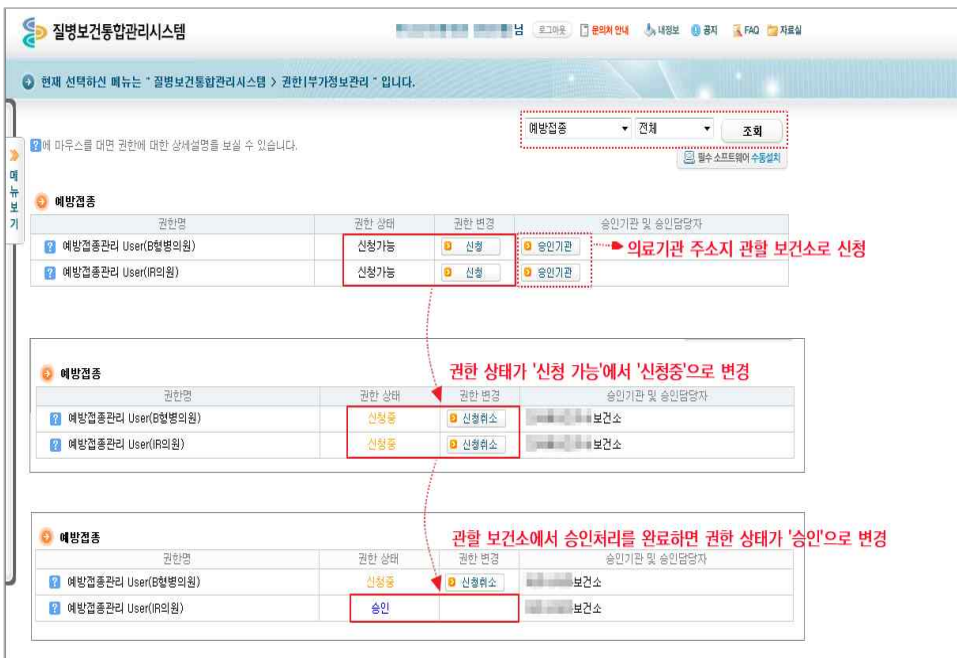 질병보건통합관리시스템
님 로그아웃 문의처 안내 내정보 공지 FAQ 자료실
현재 선택하신 메뉴는 " 질병보건통합관리시스템 > 권한|부가정보관리 " 입니다.
예방접종 전체 조회
?에 마우스를 대면 권한에 대한 상세설명를 보실 수 있습니다.
필수 소프트웨어 수동설치
메뉴보기
예방접종
권한명 권한 상태 권한 변경 승인기관 및 승인담당자
? 예방접종관리 User(B형병의원) 신청가능 신청 승인기관 의료기관 주소지 관할 보건소로 신청
? 예방접종관리 User(IR의원) 신청가능 신청 승인기관
예방접종
권한 상태가 '신청 가능'에서 '신청중'으로 변경
권한명 권한 상태 권한 변경 승인기관 및 승인담당자
? 예방접종관리 User(B형병의원) 신청중 신청취소 보건소
? 예방접종관리 User(IR의원) 신청중 신청취소 보건소
예방접종
관할 보건소에서 승인처리를 완료하면 권한 상태가 '승인'으로 변경
권한명 권한 상태 권한 변경 승인기관 및 승인담당자
? 예방접종관리 User(B형병의원) 신청중 신청취소 보건소
? 예방접종관리 User(IR의원) 승인 보건소